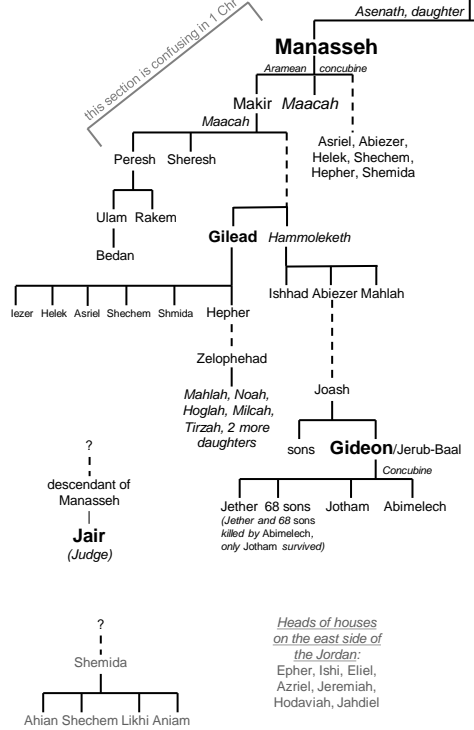 Asenath, daughter
Manasseh
Aramean concubine
this section is confusing in 1 Chr
Makir Maacah
Maacah
Asriel, Abiezer,
Helek, Shechem,
Hepher, Shemida
Peresh Sheresh
Ulam Rakem
Bedan
Gilead Hammoleketh
Iezer Helek Asriel Shechem Shmida Hepher
Ishhad Abiezer Mahlah
Zelophehad
Mahlah, Noah,
Hoglah, Milcah,
Tirzah, 2 more
daughters
Joash
sons Gideon/Jerub-Baal
Concubine
Jether 68 sons Jotham Abimelech
(Jether and 68 sons
killed by Abimelech,
only Jotham survived)
?
descendant of
Manasseh
Jair
(Judge)
?
Shemida
Ahian Shechem Likhi Aniam
Heads of houses
on the east side of
the Jordan:
Epher, Ishi, Eliel,
Azriel, Jeremiah,
Hodaviah, Jahdiel